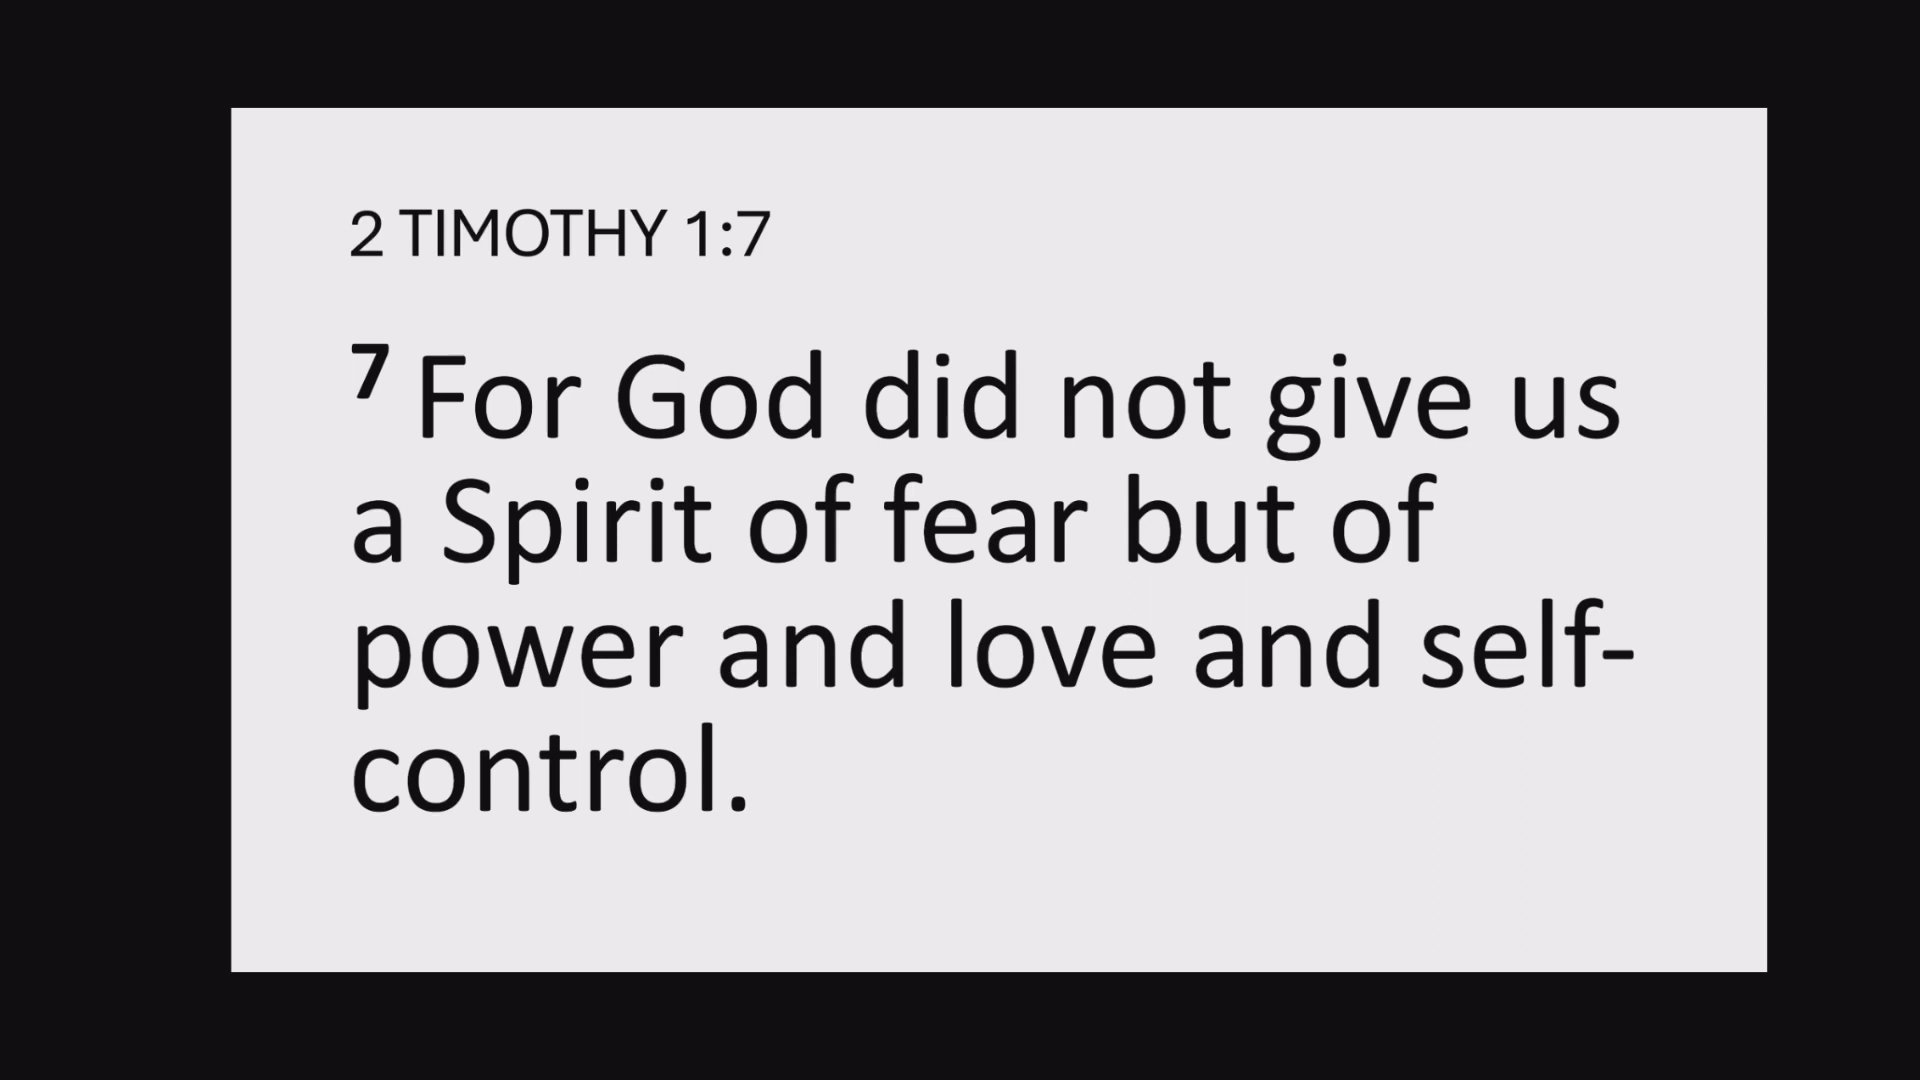 2 TIMOTHY 1:7
7 For God did not give us
a Spirit of fear but of
power and love and self-
control.